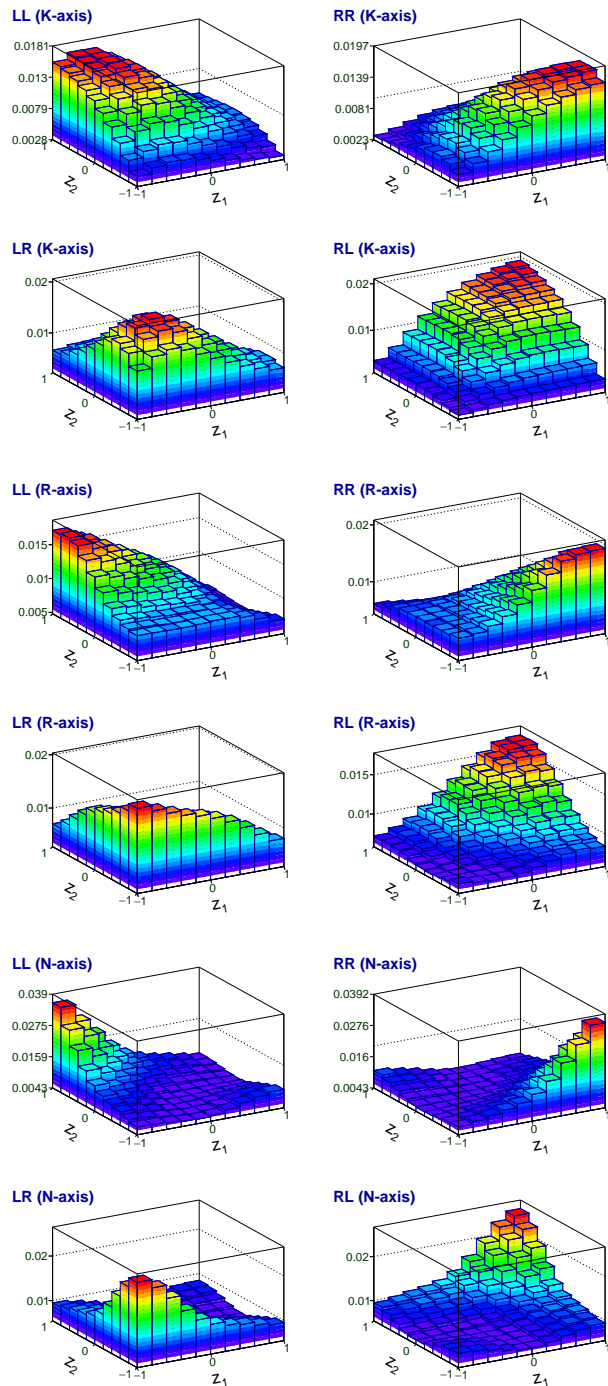 LL (K-axis)
0.0181
0.013
0.0079
0.0028
1
0
−1
−1
0
1
z2
z1
RR (K-axis)
0.0197
0.0139
0.0081
0.0023
1
0
−1
−1
0
1
z2
z1
LR (K-axis)
0.02
0.01
1
0
−1
−1
0
1
z2
z1
RL (K-axis)
0.02
0.01
1
0
−1
−1
0
1
z2
z1
LL (R-axis)
0.015
0.01
0.005
1
0
−1
−1
0
1
z2
z1
RR (R-axis)
0.02
0.01
1
0
−1
−1
0
1
z2
z1
LR (R-axis)
0.02
0.01
1
0
−1
−1
0
1
z2
z1
RL (R-axis)
0.015
0.01
1
0
−1
−1
0
1
z2
z1
LL (N-axis)
0.039
0.0275
0.0159
0.0043
1
0
−1
−1
0
1
z2
z1
RR (N-axis)
0.0392
0.0276
0.016
0.0043
1
0
−1
−1
0
1
z2
z1
LR (N-axis)
0.02
0.01
1
0
−1
−1
0
1
z2
z1
RL (N-axis)
0.02
0.01
1
0
−1
−1
0
1
z2
z1